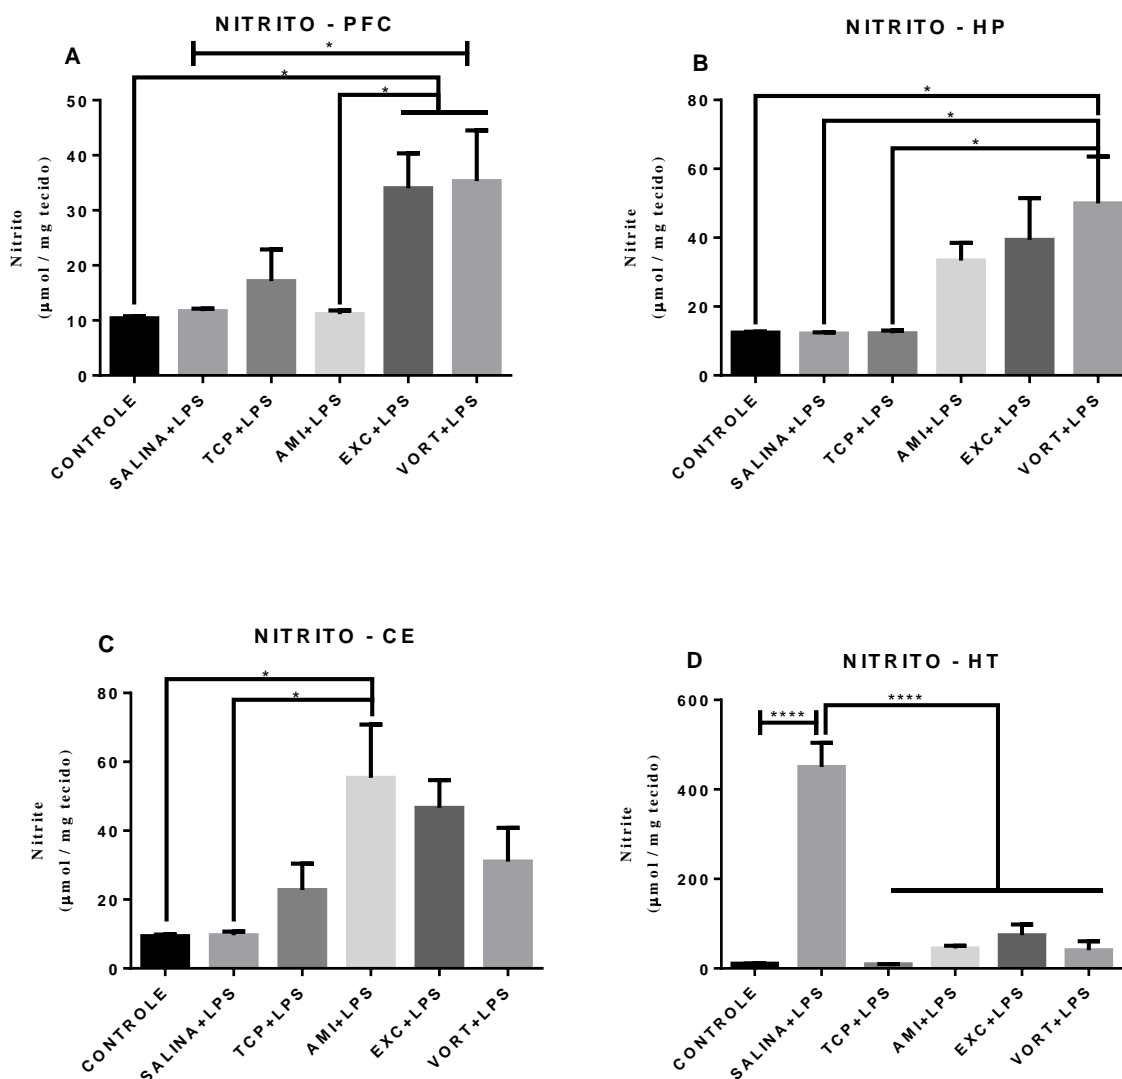 NITRITO - PFC
A
*
*
*
50
40
30
20
10
0
Nitrito
(µmol / mg tecido)
CONTROLE
SALINA+LPS
TCP+LPS
AMI+LPS
EXC+LPS
VORT+LPS
NITRITO - HP
B
*
*
*
80
60
40
20
0
Nitrite
(µmol / mg tecido)
CONTROLE
SALINA+LPS
TCP+LPS
AMI+LPS
EXC+LPS
VORT+LPS
NITRITO - CE
C
*
*
80
60
40
20
0
Nitrite
(µmol / mg tecido)
CONTROLE
SALINA+LPS
TCP+LPS
AMI+LPS
EXC+LPS
VORT+LPS
D
NITRITO - HT
****
****
600
400
200
0
Nitrite
(µmol / mg tecido)
CONTROLE
SALINA+LPS
TCP+LPS
AMI+LPS
EXC+LPS
VORT+LPS